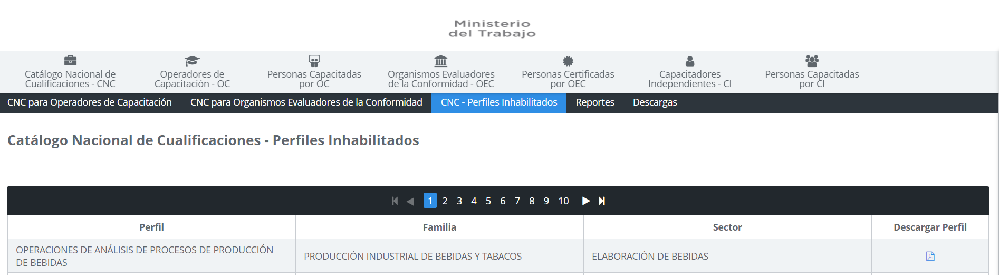 Ministerio
del Trabajo
Catálogo Nacional de
Cualificaciones - CNC
Operadores de
Capacitación - OC
Personas Capacitadas
por OC
Organismos Evaluadores
de la Conformidad - OEC
Personas Certificadas
por OEC
Capacitadores
Independientes - CI
Personas Capacitadas
por CI
CNC para Operadores de Capacitación
CNC para Organismos Evaluadores de la Conformidad
CNC - Perfiles Inhabilitados
Reportes
Descargas
Catálogo Nacional de Cualificaciones - Perfiles Inhabilitados
1 2 3 4 5 6 7 8 9 10
Perfil
Familia
Sector
Descargar Perfil
OPERACIONES DE ANÁLISIS DE PROCESOS DE PRODUCCIÓN
DE BEBIDAS
PRODUCCIÓN INDUSTRIAL DE BEBIDAS Y TABACOS
ELABORACIÓN DE BEBIDAS